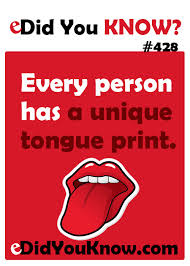 eDid You KNOW?
#428
Every person
has a unique
tongue print.
eDidYouKnow.com